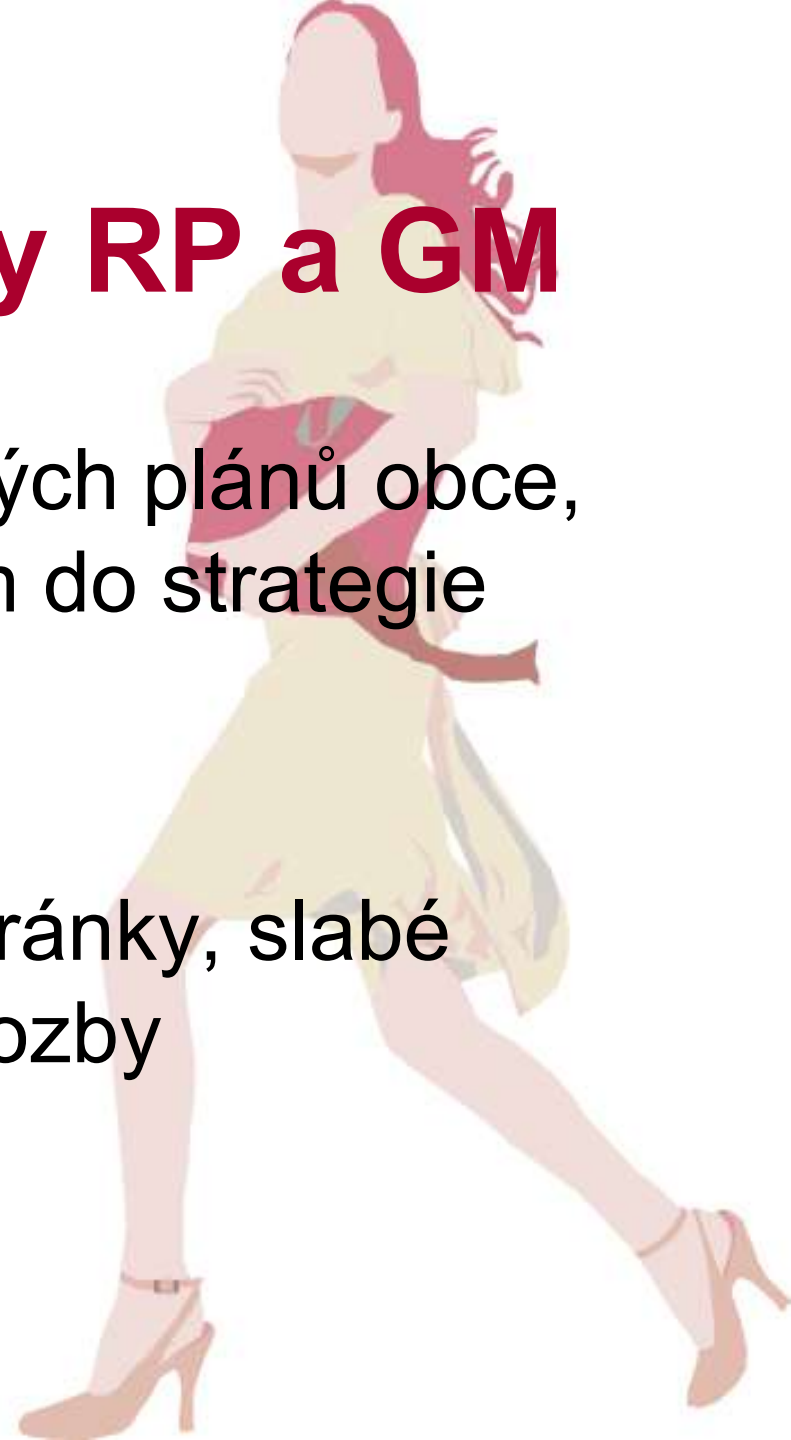 y RP a GM
ých plánů obce,
do strategie
ránky, slabé
ozby